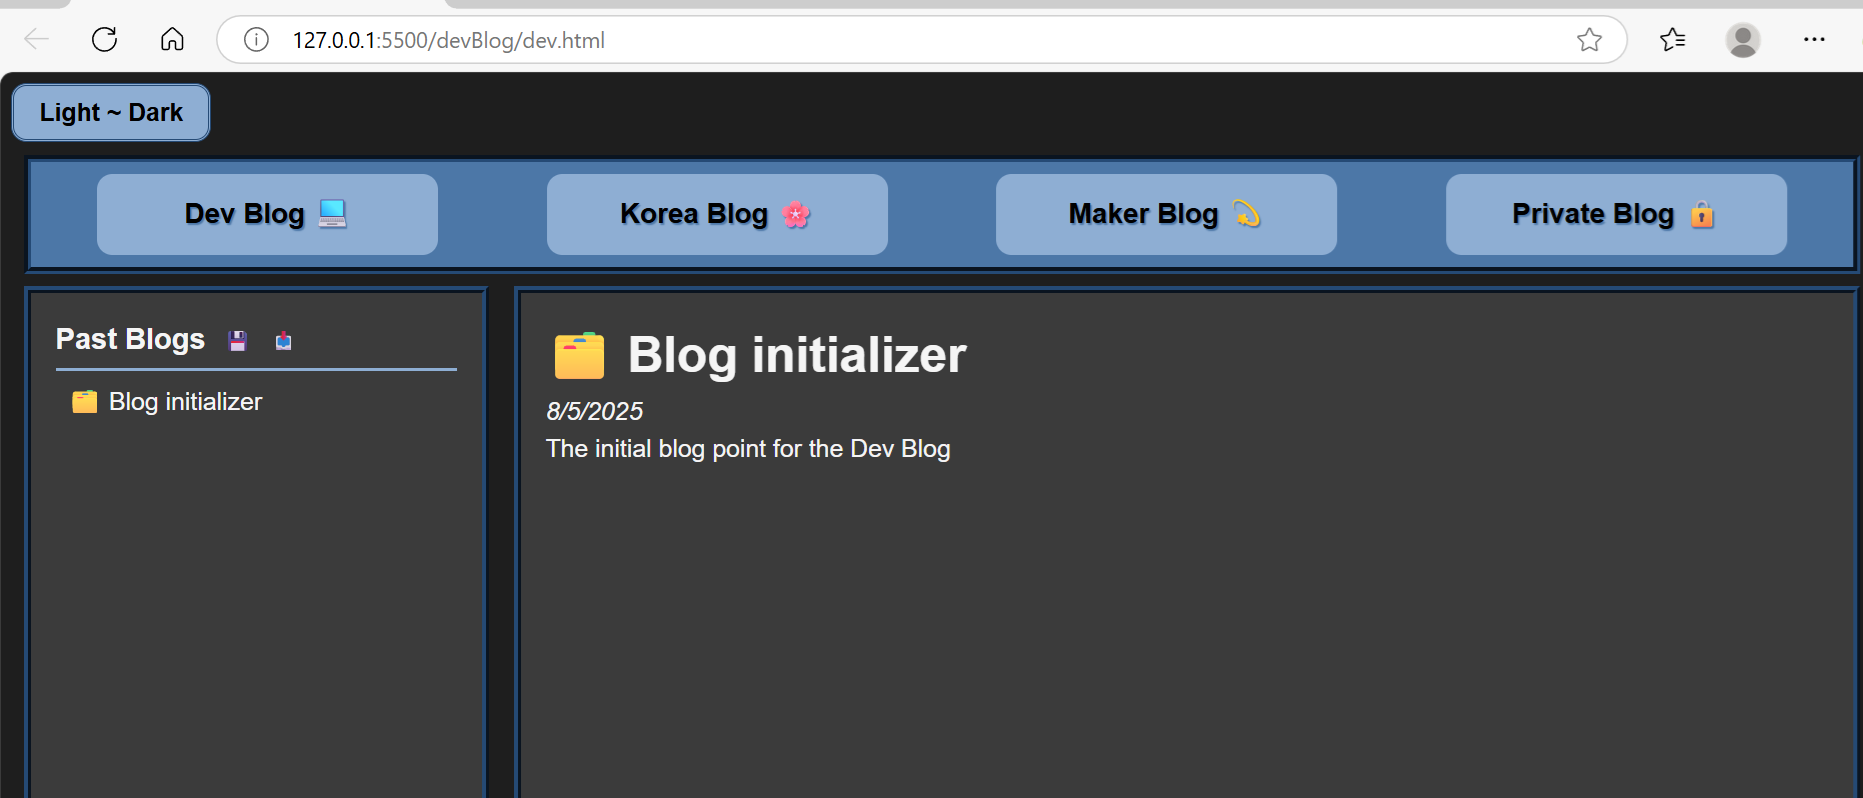 127.0.0.1:5500/devBlog/dev.html
Light ~ Dark
Dev Blog 💻
Korea Blog 🌸
Maker Blog 💫
Private Blog 🔒
Past Blogs 💾 📥
🗂️ Blog initializer
🗂️ Blog initializer
8/5/2025
The initial blog point for the Dev Blog